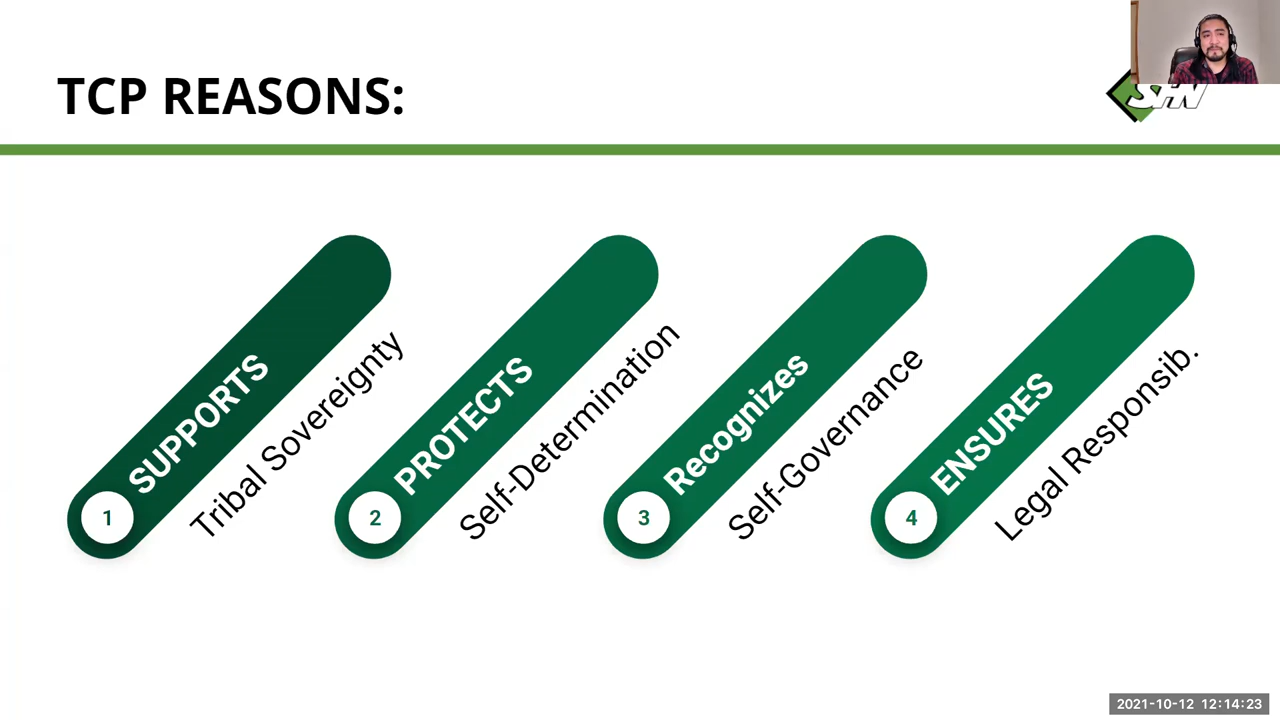 TCP REASONS:
SFN
1
SUPPORTS
Tribal Sovereignty
2
PROTECTS
Self-Determination
3
Recognizes
Self-Governance
4
ENSURES
Legal Responsib.
2021-10-12 12:14:23